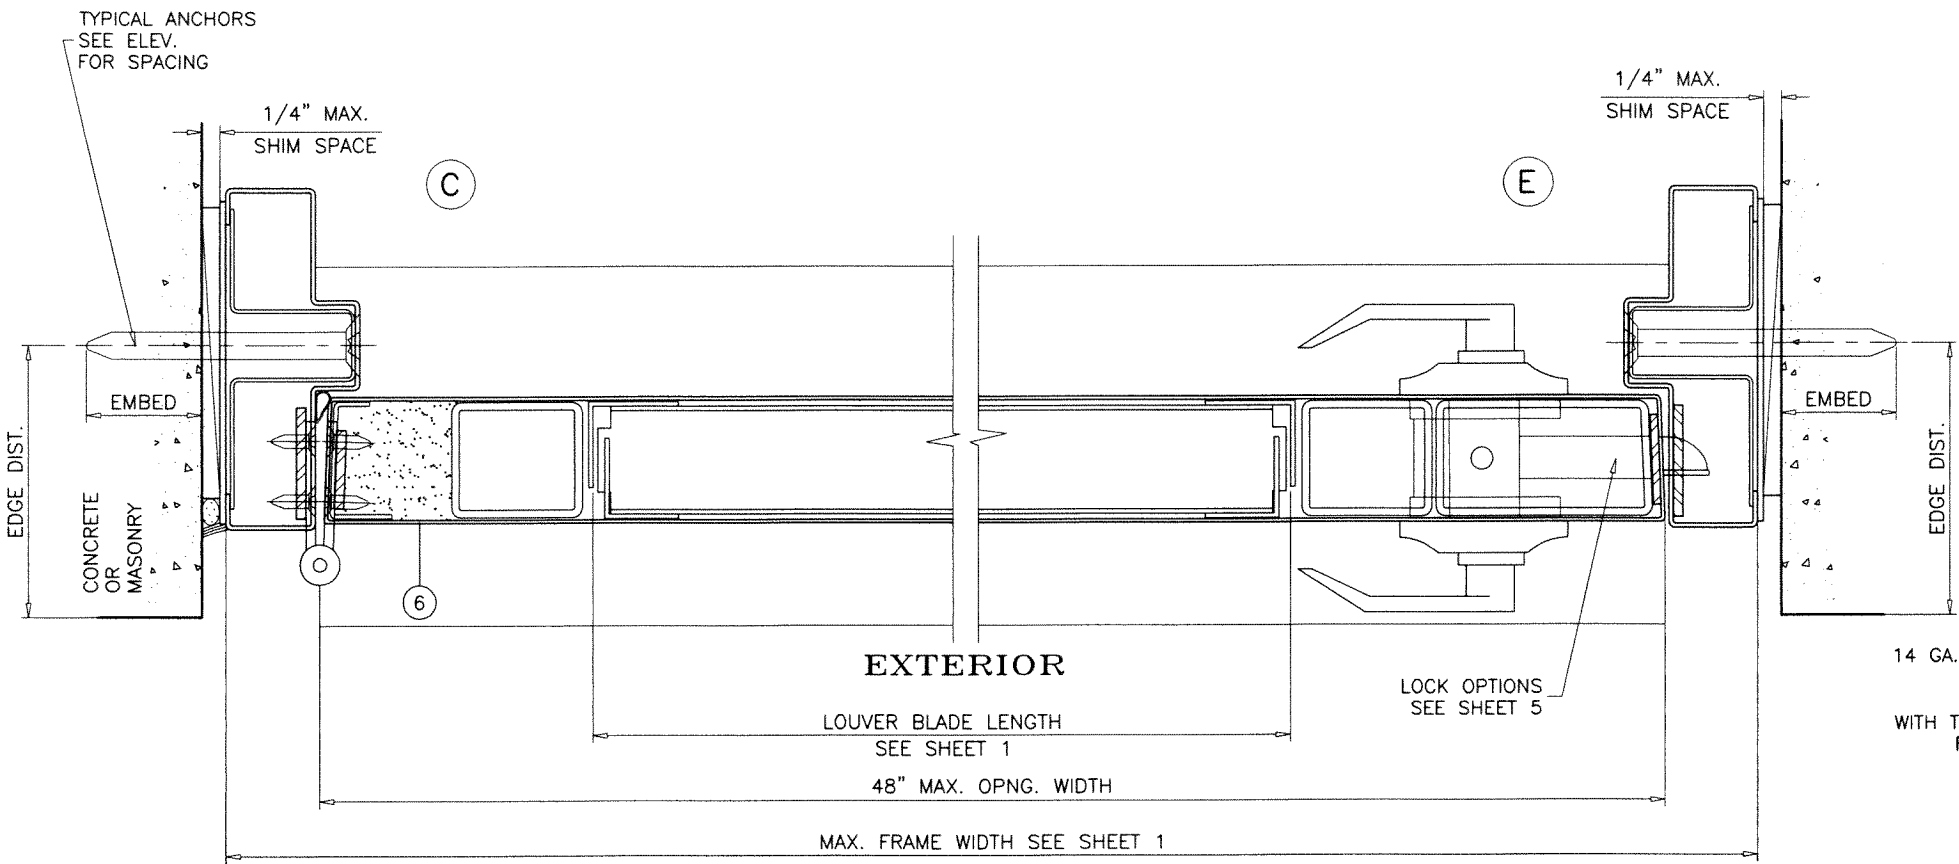 TYPICAL ANCHORS
SEE ELEV.
FOR SPACING
1/4" MAX.
SHIM SPACE
1/4" MAX.
SHIM SPACE
C
E
EMBED
EMBED
EDGE DIST.
EDGE DIST.
CONCRETE
OR
MASONRY
6
EXTERIOR
14 GA.
LOCK OPTIONS
SEE SHEET 5
LOUVER BLADE LENGTH
SEE SHEET 1
WITH T
48" MAX. OPNG. WIDTH
MAX. FRAME WIDTH SEE SHEET 1